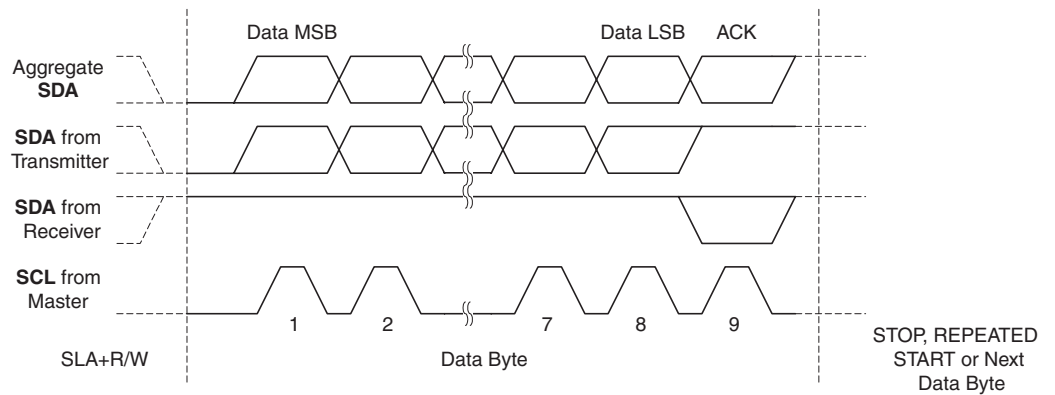 Data MSB Data LSB ACK
Aggregate
SDA
SDA from
Transmitter
SDA from
Receiver
SCL from
Master
1 2 7 8 9
SLA+R/W Data Byte
STOP, REPEATED
START or Next
Data Byte